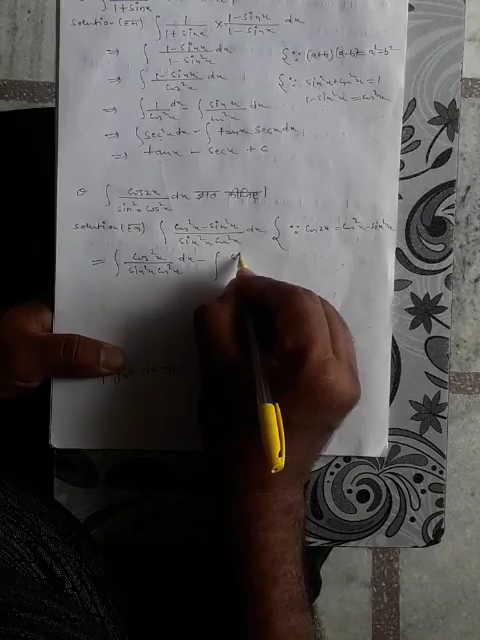 ∫ 1/(1+sinx)
solution (En) ∫ 1/(1+sinx) × (1-sinx)/(1-sinx) dx
⇒ ∫ (1-sinx)/(1-sin²x) dx {∵ (a+b)(a-b) = a²-b²
⇒ ∫ (1-sinx)/cos²x dx {∵ sin²x+cos²x=1
1-sin²x=cos²x
⇒ ∫ 1/cos²x dx - ∫ sinx/cos²x dx
⇒ ∫ sec²x dx - ∫ tanx secx dx
⇒ tanx - secx + c
∫ cos2x/(sin²x cos²x) dx ज्ञात कीजिए।
solution (En) ∫ (cos²x-sin²x)/(sin²x cos²x) dx {∵ cos2x = cos²x-sin²x
= ∫ cos²x/(sin²x cos²x) dx - ∫